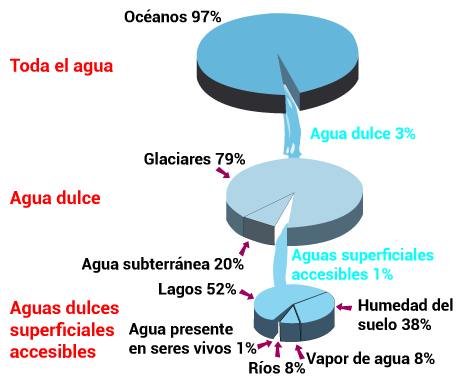 Océanos 97%
Toda el agua
Agua dulce 3%
Glaciares 79%
Agua dulce
Agua subterránea 20%
Aguas superficiales
accesibles 1%
Lagos 52%
Aguas dulces
superficiales
accesibles
Humedad del
suelo 38%
Agua presente
en seres vivos 1%
Ríos 8%
Vapor de agua 8%